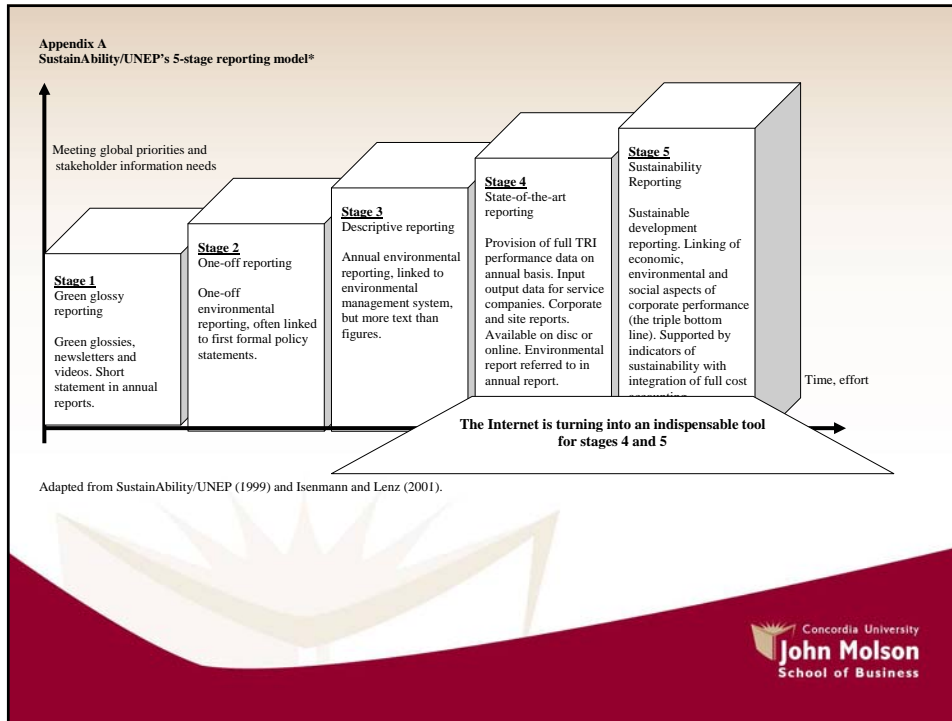 Appendix A
SustainAbility/UNEP's 5-stage reporting model*
Meeting global priorities and
stakeholder information needs
Stage 1
Green glossy
reporting
Green glossies,
newsletters and
videos. Short
statement in annual
reports.
Stage 2
One-off reporting
One-off
environmental
reporting, often linked
to first formal policy
statements.
Stage 3
Descriptive reporting
Annual environmental
reporting, linked to
environmental
management system,
but more text than
figures.
Stage 4
State-of-the-art
reporting
Provision of full TRI
performance data on
annual basis. Input
output data for service
companies. Corporate
and site reports.
Available on disc or
online. Environmental
report referred to in
annual report.
Stage 5
Sustainability
Reporting
Sustainable
development
reporting. Linking of
economic,
environmental and
social aspects of
corporate performance
(the triple bottom
line). Supported by
indicators of
sustainability with
integration of full cost
accounting
Time, effort
The Internet is turning into an indispensable tool
for stages 4 and 5
Adapted from SustainAbility/UNEP (1999) and Isenmann and Lenz (2001).
Concordia University
John Molson
School of Business